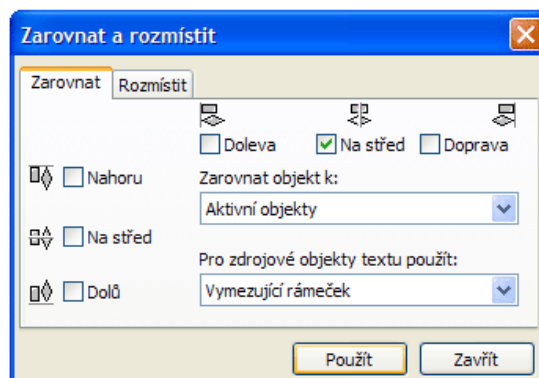 Zarovnat a rozmístit
Zarovnat Rozmístit
Doleva Na střed Doprava
Nahoru
Zarovnat objekt k:
Aktivní objekty
Na střed
Pro zdrojové objekty textu použít:
Dolů
Vymezující rámeček
Použít Zavřít